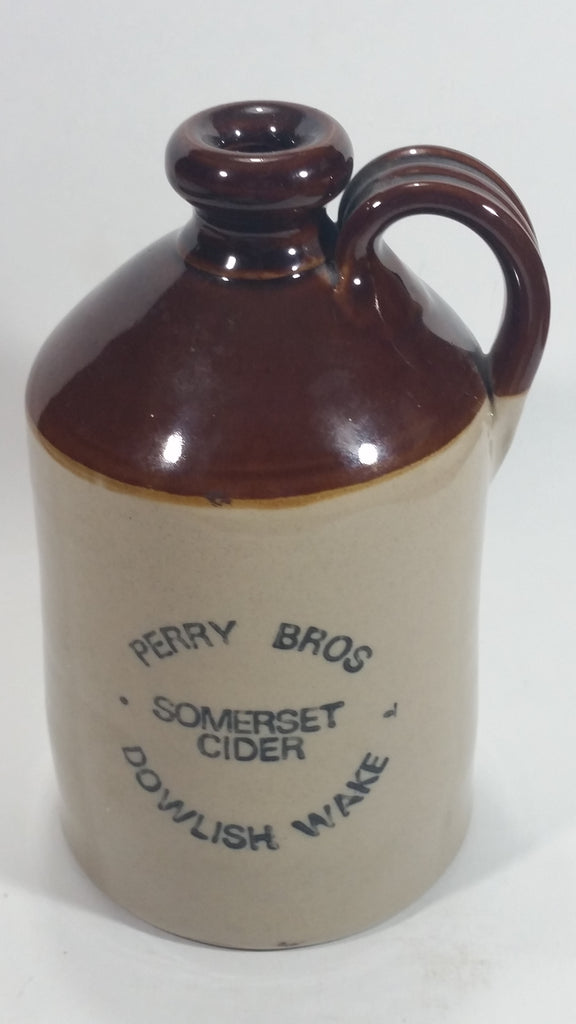 PERRY BROS
SOMERSET
CIDER
DOWLISH WAKE